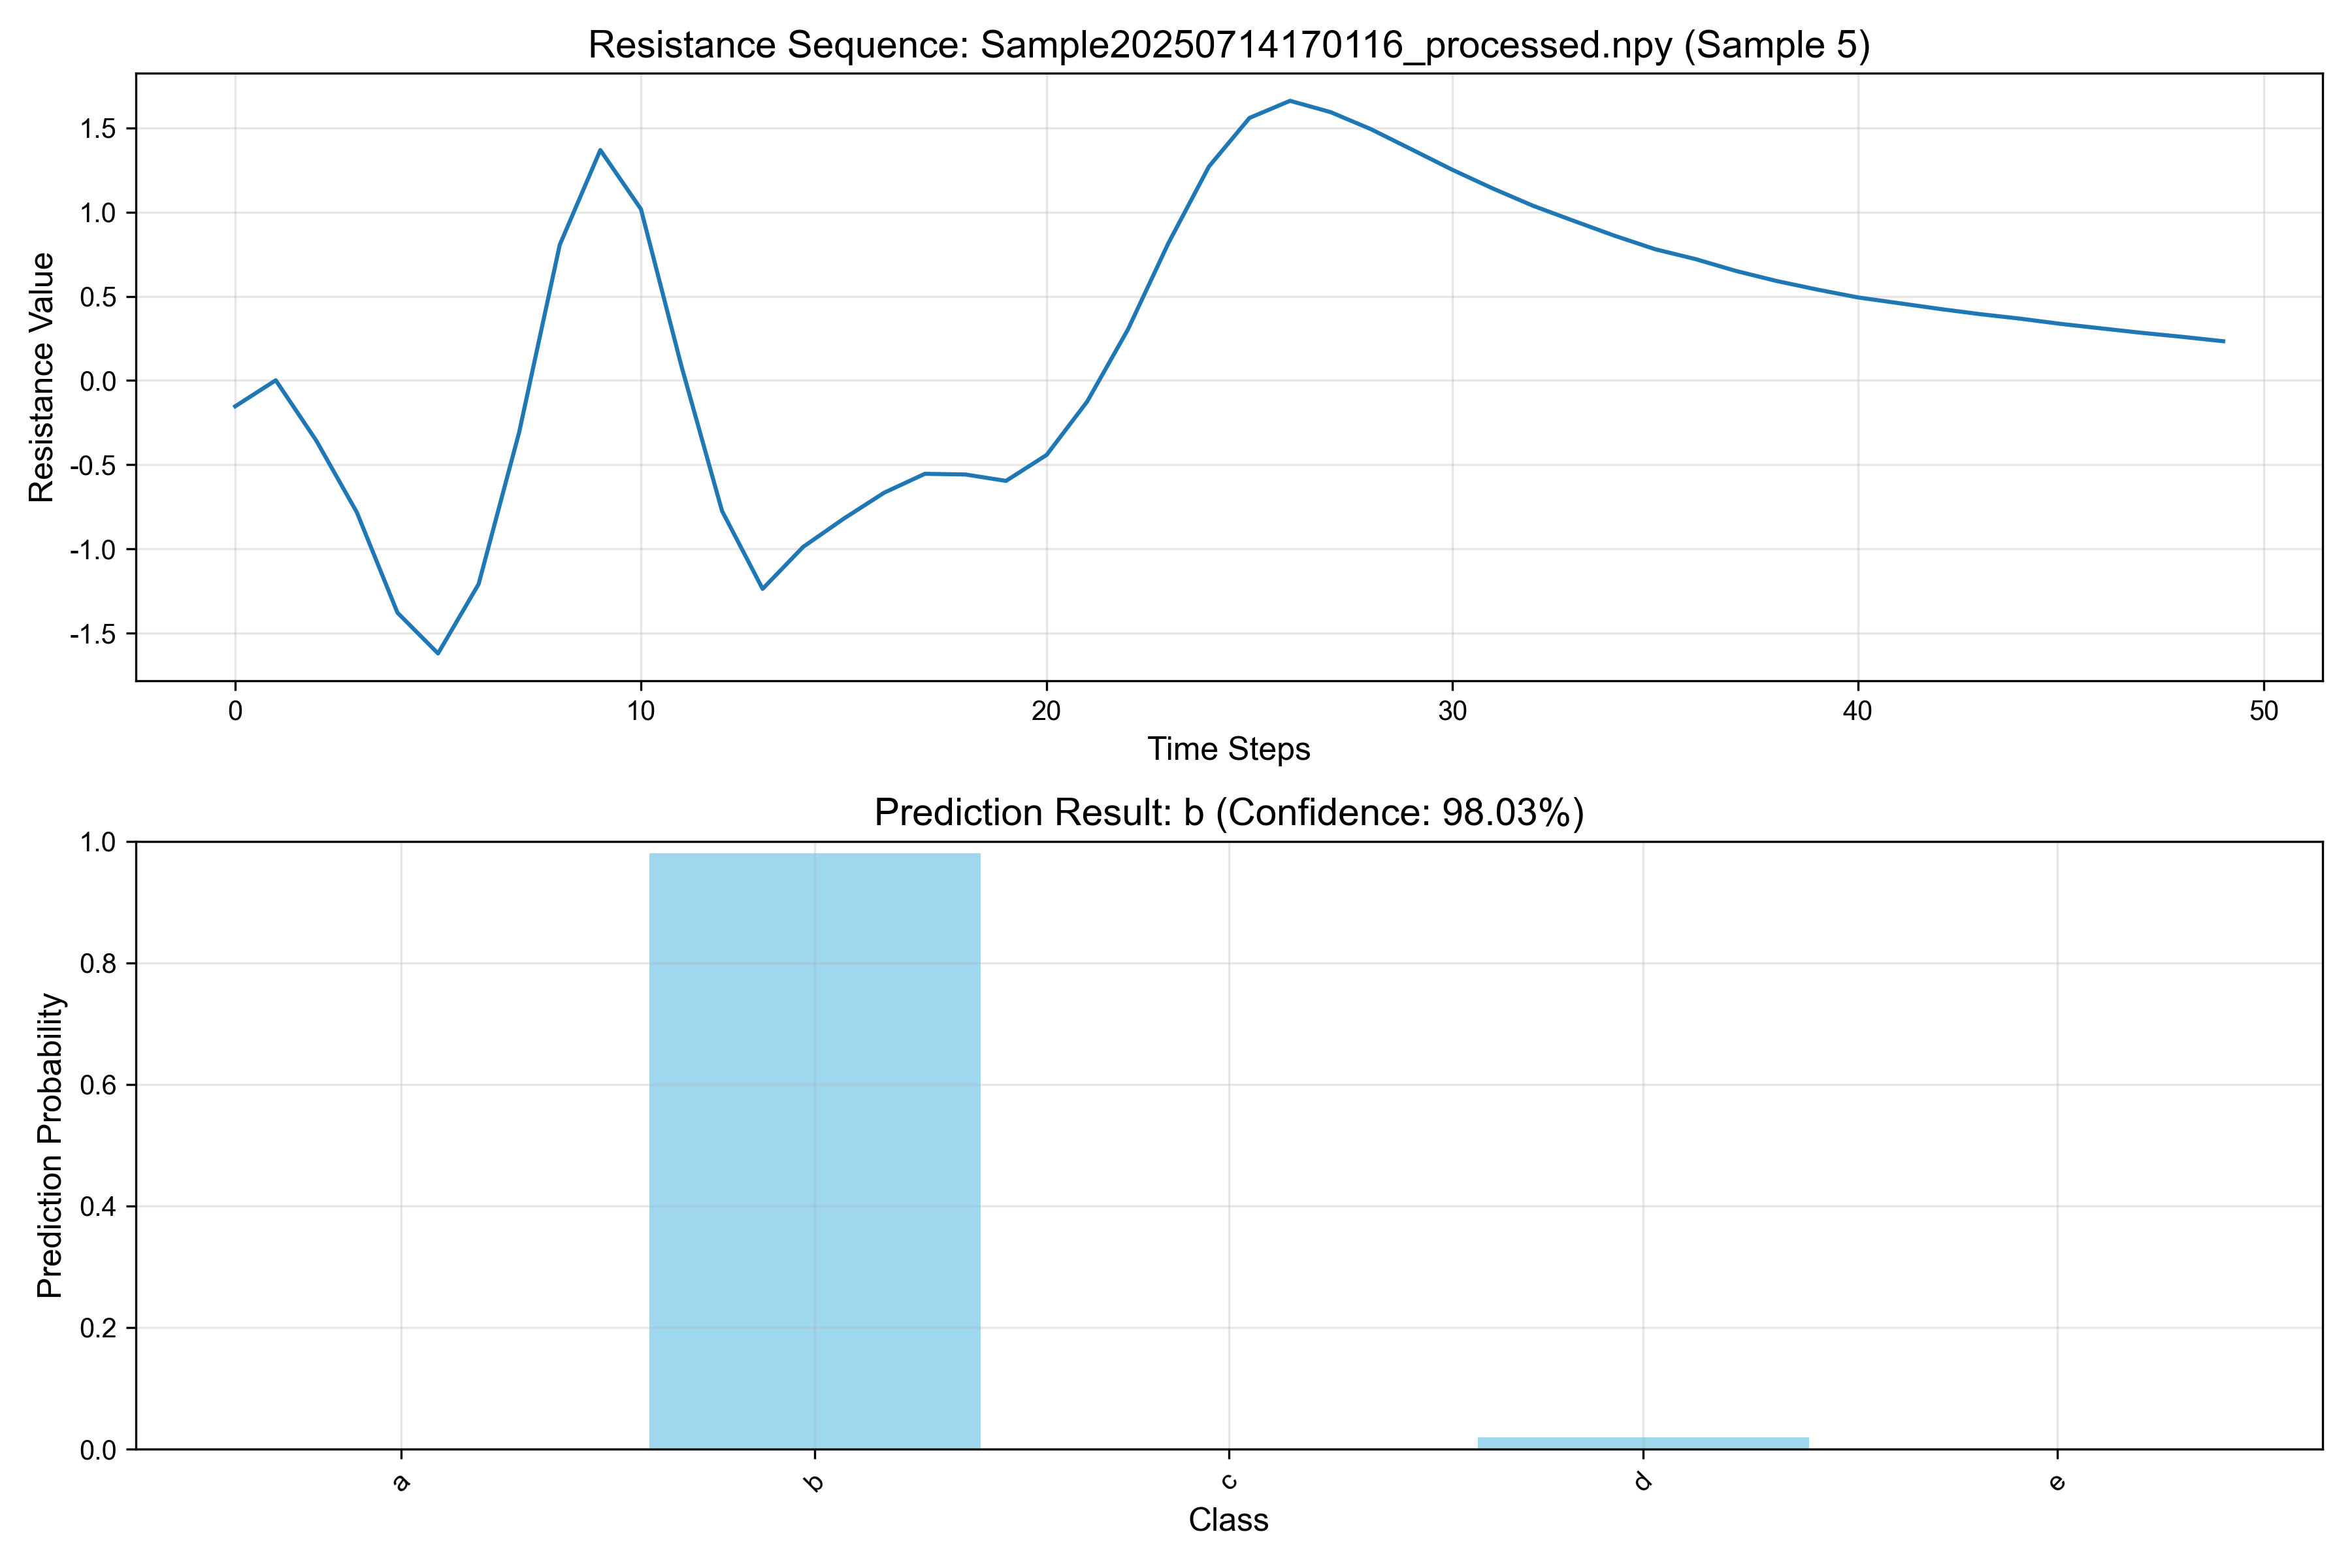 Resistance Sequence: Sample20250714170116_processed.npy (Sample 5)
Resistance Value
1.5
1.0
0.5
0.0
-0.5
-1.0
-1.5
0 10 20 30 40 50
Time Steps
Prediction Result: b (Confidence: 98.03%)
Prediction Probability
1.0
0.8
0.6
0.4
0.2
0.0
a b c d e
Class